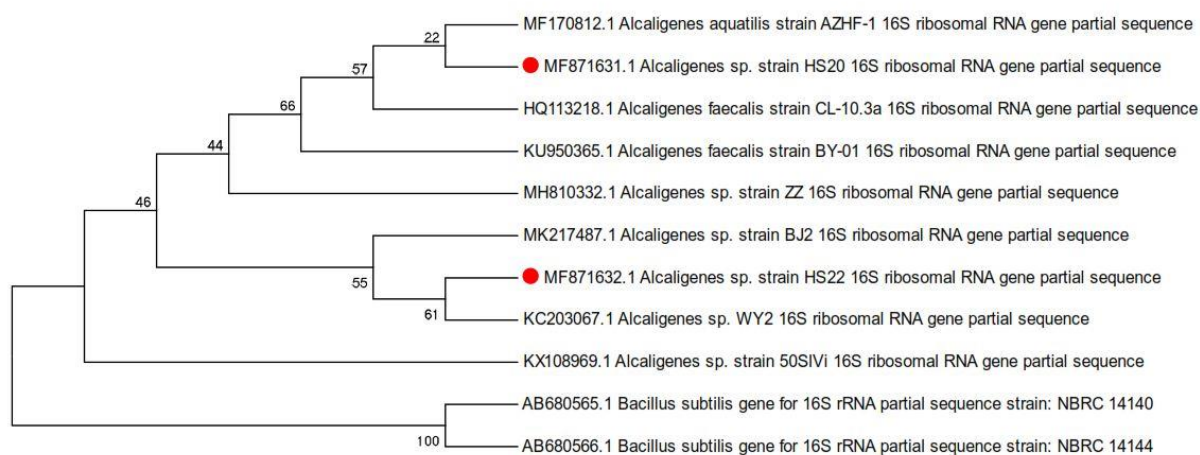 MF170812.1 Alcaligenes aquatilis strain AZHF-1 16S ribosomal RNA gene partial sequence
22
MF871631.1 Alcaligenes sp. strain HS20 16S ribosomal RNA gene partial sequence
57
HQ113218.1 Alcaligenes faecalis strain CL-10.3a 16S ribosomal RNA gene partial sequence
66
KU950365.1 Alcaligenes faecalis strain BY-01 16S ribosomal RNA gene partial sequence
44
MH810332.1 Alcaligenes sp. strain ZZ 16S ribosomal RNA gene partial sequence
46
MK217487.1 Alcaligenes sp. strain BJ2 16S ribosomal RNA gene partial sequence
55
MF871632.1 Alcaligenes sp. strain HS22 16S ribosomal RNA gene partial sequence
61
KC203067.1 Alcaligenes sp. WY2 16S ribosomal RNA gene partial sequence
KX108969.1 Alcaligenes sp. strain 50SIVi 16S ribosomal RNA gene partial sequence
AB680565.1 Bacillus subtilis gene for 16S rRNA partial sequence strain: NBRC 14140
100
AB680566.1 Bacillus subtilis gene for 16S rRNA partial sequence strain: NBRC 14144